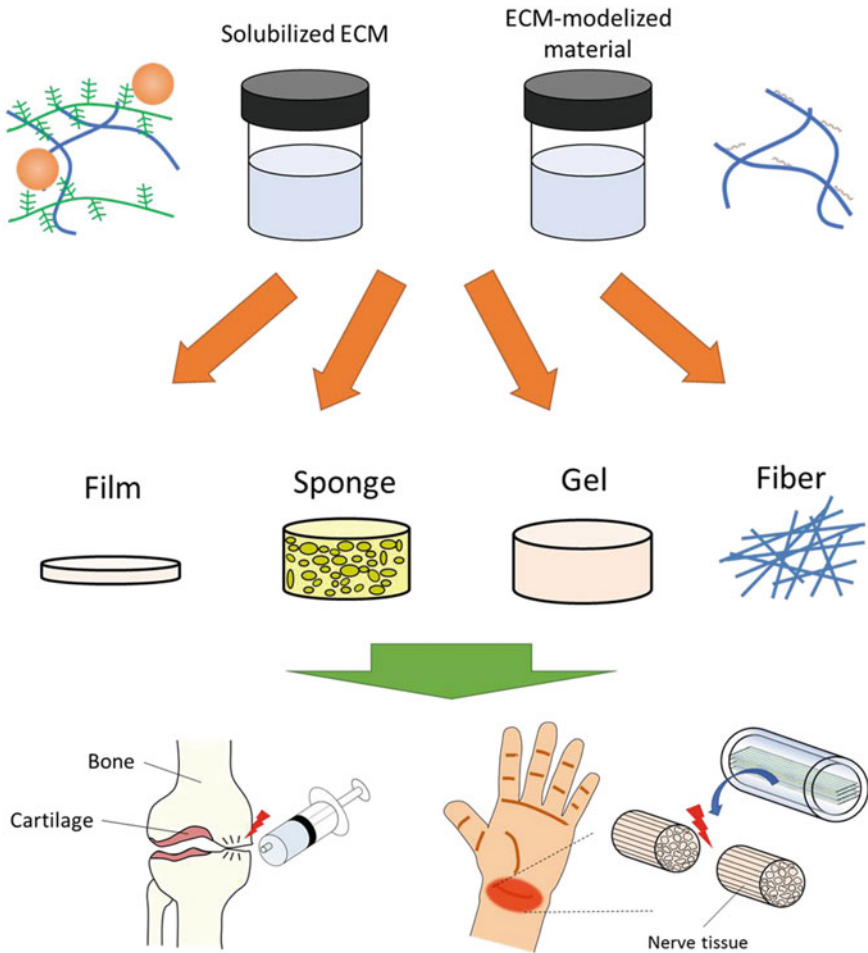 Solubilized ECM
ECM-modelized
material
Film
Sponge
Gel
Fiber
Bone
Cartilage
Nerve tissue